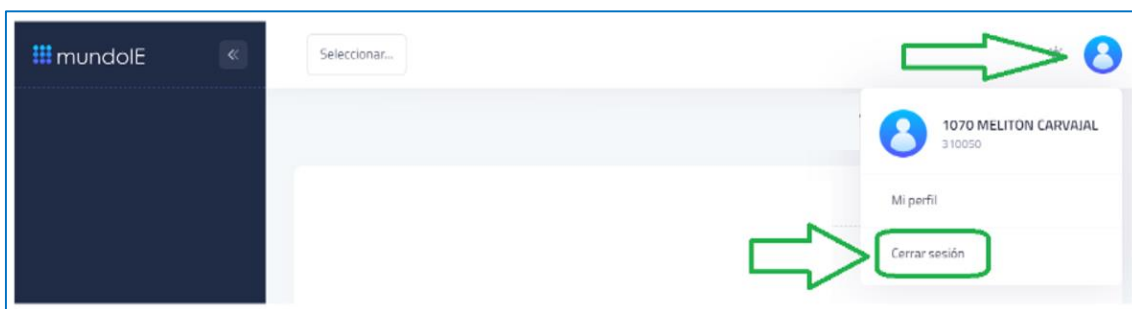 mundoIE
Seleccionar...
1070 MELITON CARVAJAL
310050
Mi perfil
Cerrar sesión